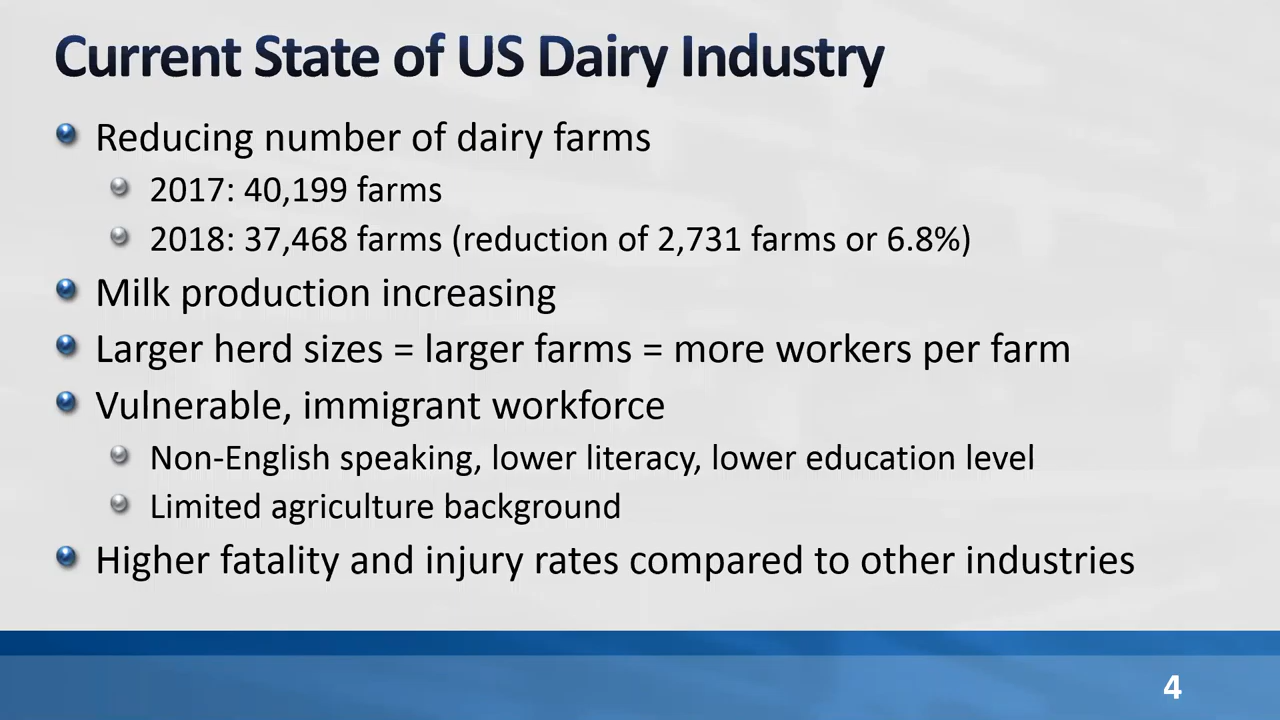 Current State of US Dairy Industry
Reducing number of dairy farms
2017: 40,199 farms
2018: 37,468 farms (reduction of 2,731 farms or 6.8%)
Milk production increasing
Larger herd sizes = larger farms = more workers per farm
Vulnerable, immigrant workforce
Non-English speaking, lower literacy, lower education level
Limited agriculture background
Higher fatality and injury rates compared to other industries
4